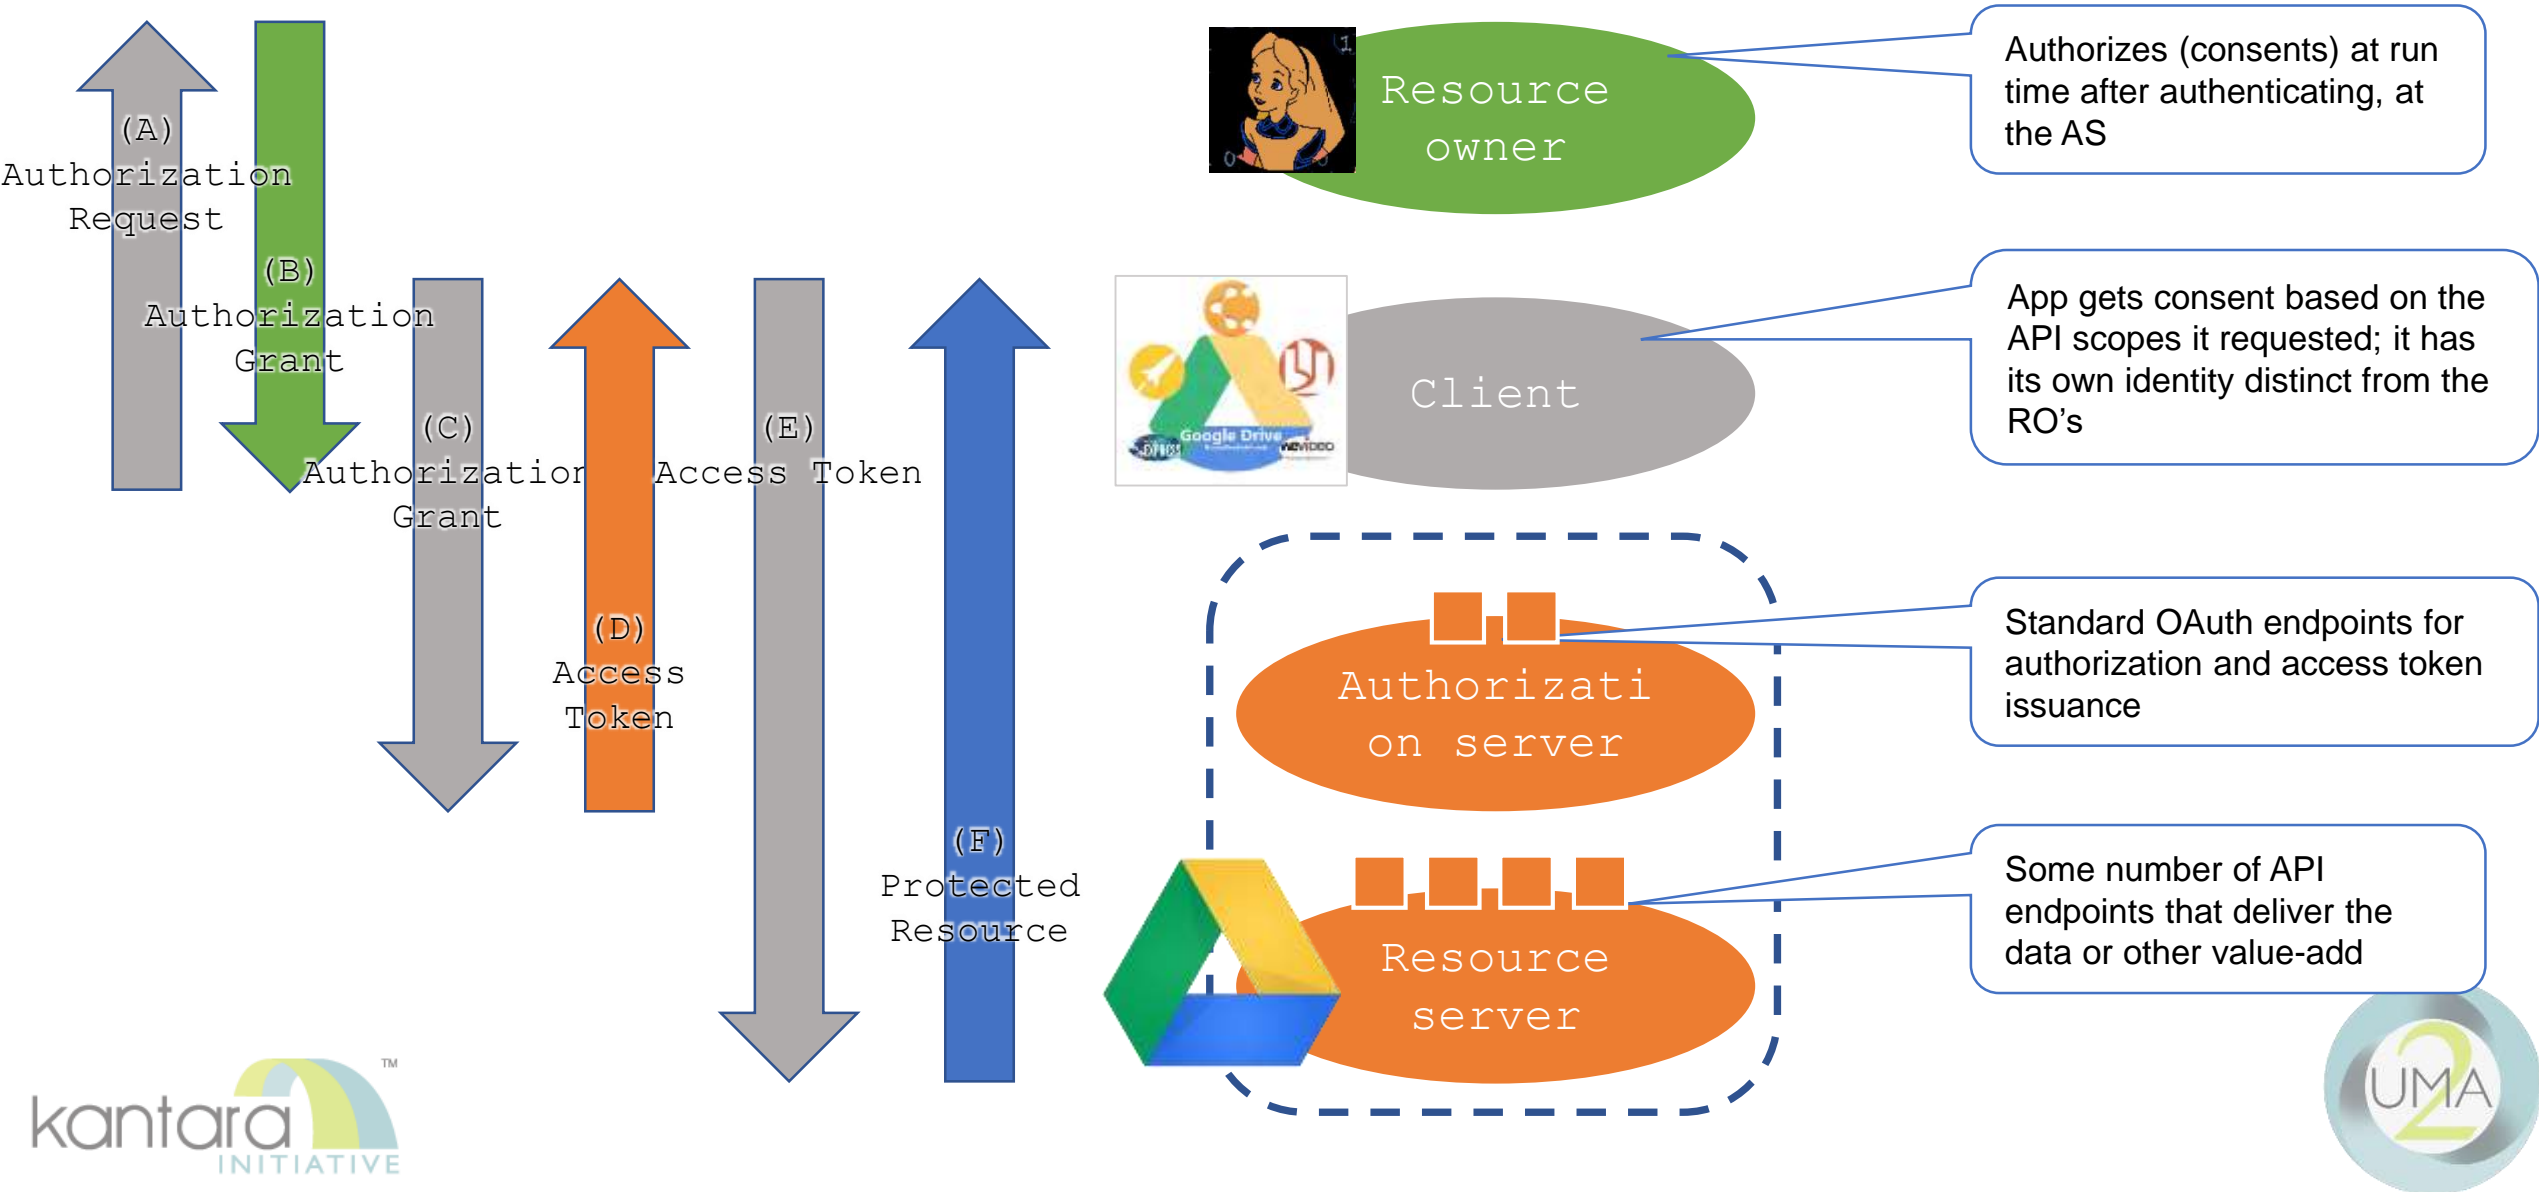 (A)
Authorization
Request
(B)
Authorization
Grant
(C)
Authorization
Grant
(D)
Access
Token
(E)
Access Token
(F)
Protected
Resource
1
0
0
Resource
owner
Authorizes (consents) at run
time after authenticating, at
the AS
Google Drive
Client
App gets consent based on the
API scopes it requested; it has
its own identity distinct from the
RO’s
Authorizati
on server
Standard OAuth endpoints for
authorization and access token
issuance
Resource
server
Some number of API
endpoints that deliver the
data or other value-add
kantara
INITIATIVE
TM
UMA
2